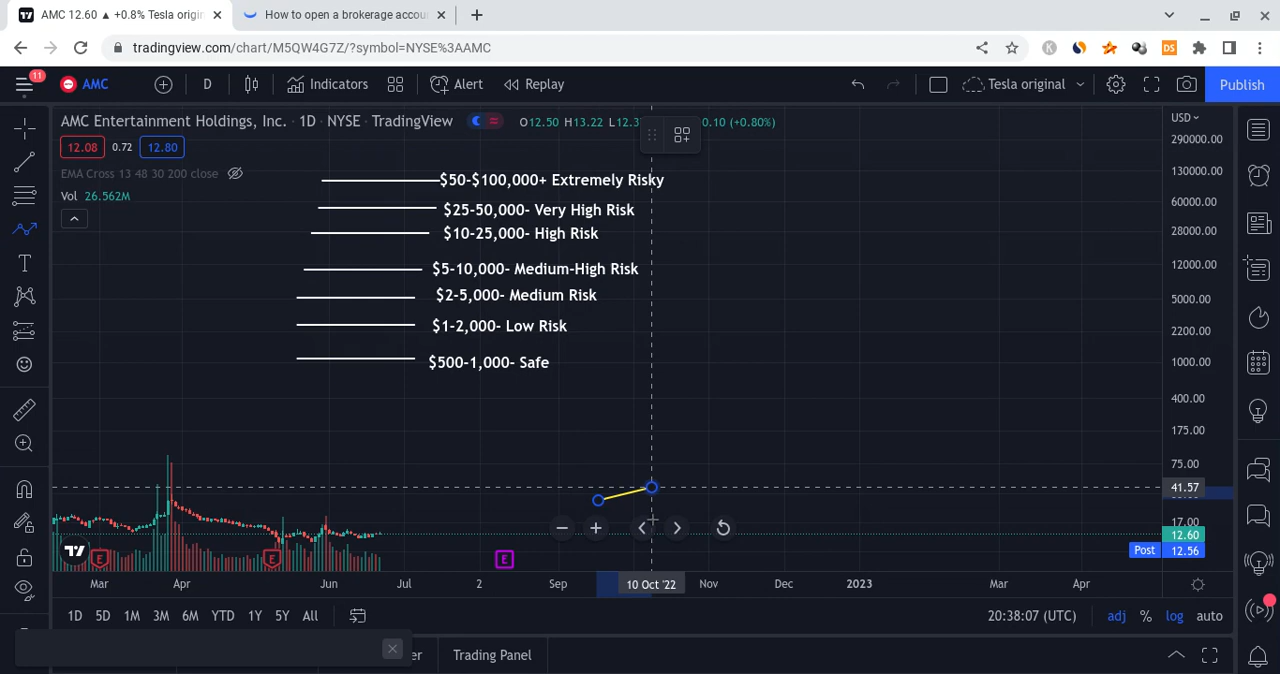 AMC 12.60 ▲ +0.8% Tesla origin
How to open a brokerage accou
tradingview.com/chart/M5QW4G7Z/?symbol=NYSE%3AAMC
K
DS
11
AMC
D
Indicators
Alert
Replay
Tesla original
Publish
AMC Entertainment Holdings, Inc. · 1D · NYSE · TradingView
O12.50 H13.22 0.10 (+0.80%)
USD
12.08 0.72 12.80
EMA Cross 13 48 30 200 close
Vol 26.562M
$50-$100,000+ Extremely Risky
$25-50,000- Very High Risk
$10-25,000- High Risk
$5-10,000- Medium-High Risk
$2-5,000- Medium Risk
$1-2,000- Low Risk
$500-1,000- Safe
290000.00
130000.00
60000.00
28000.00
12000.00
5000.00
2200.00
1000.00
400.00
175.00
75.00
41.57
17.00
12.60
Post 12.56
E
E
E
Mar Apr Jun Jul 2 Sep 10 Oct '22 Nov Dec 2023 Mar Apr
1D 5D 1M 3M 6M YTD 1Y 5Y All
20:38:07 (UTC)
adj % log auto
Trading Panel